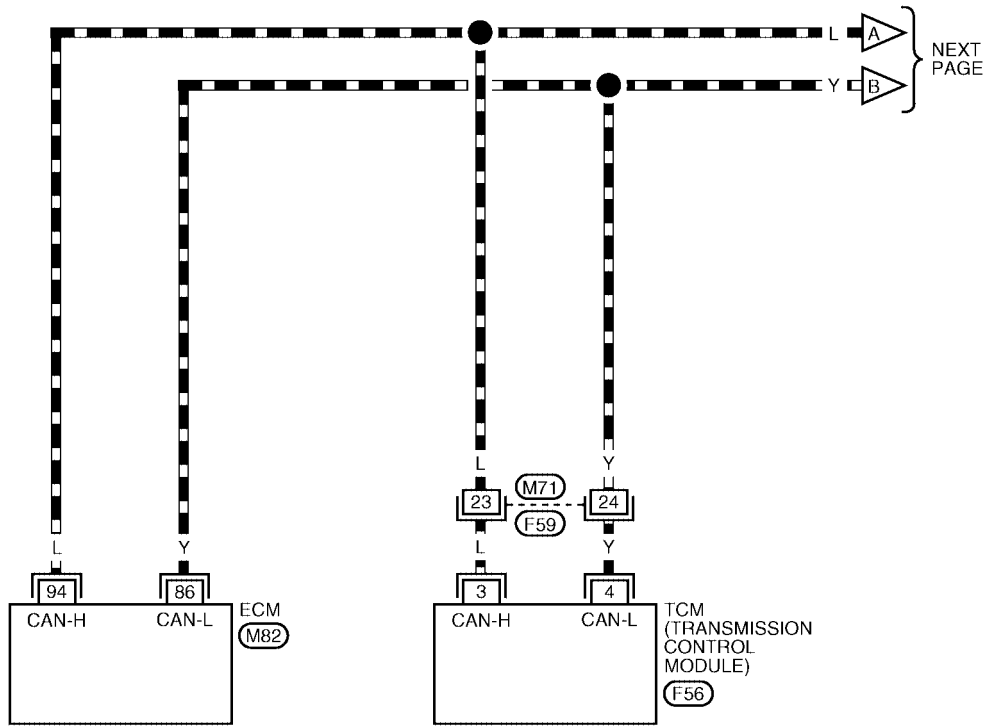 L A
NEXT
PAGE
Y B
L Y
23 M71 24
F59
L Y L Y
94 86 3 4
CAN-H CAN-L ECM CAN-H CAN-L TCM
M82 (TRANSMISSION
CONTROL
MODULE)
F56